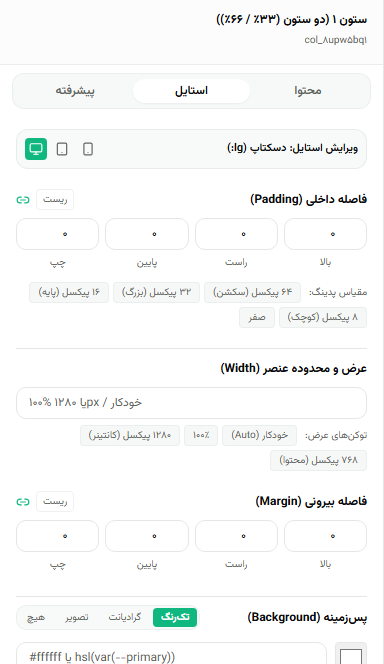 ستون ۱ (دو ستون (۳۳٪ / ۶۶٪))
col_۸upw۵bq۱
محتوا استایل پیشرفته
ویرایش استایل: دسکتاپ (lg:)
فاصله داخلی (Padding) ریست
۰ ۰ ۰ ۰
بالا راست پایین چپ
مقیاس پدینگ: ۶۴ پیکسل (سکشن) ۳۲ پیکسل (بزرگ) ۱۶ پیکسل (پایه)
۸ پیکسل (کوچک) صفر
عرض و محدوده عنصر (Width)
خودکار / pxیا ۱۲۸۰ %۱۰۰
توکن‌های عرض: خودکار (Auto) ۱۰۰٪ ۱۲۸۰ پیکسل (کانتینر)
۷۶۸ پیکسل (محتوا)
فاصله بیرونی (Margin) ریست
۰ ۰ ۰ ۰
بالا راست پایین چپ
پس‌زمینه (Background) تک‌رنگ گرادیانت تصویر هیچ
#ffffff یا hsl(var(--primary))